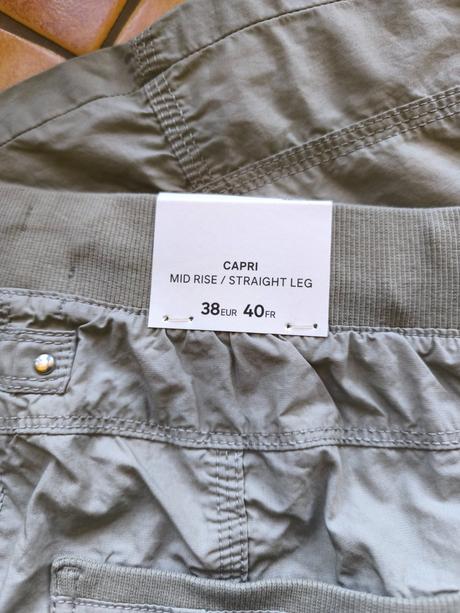 CAPRI
MID RISE / STRAIGHT LEG
38EUR 40FR